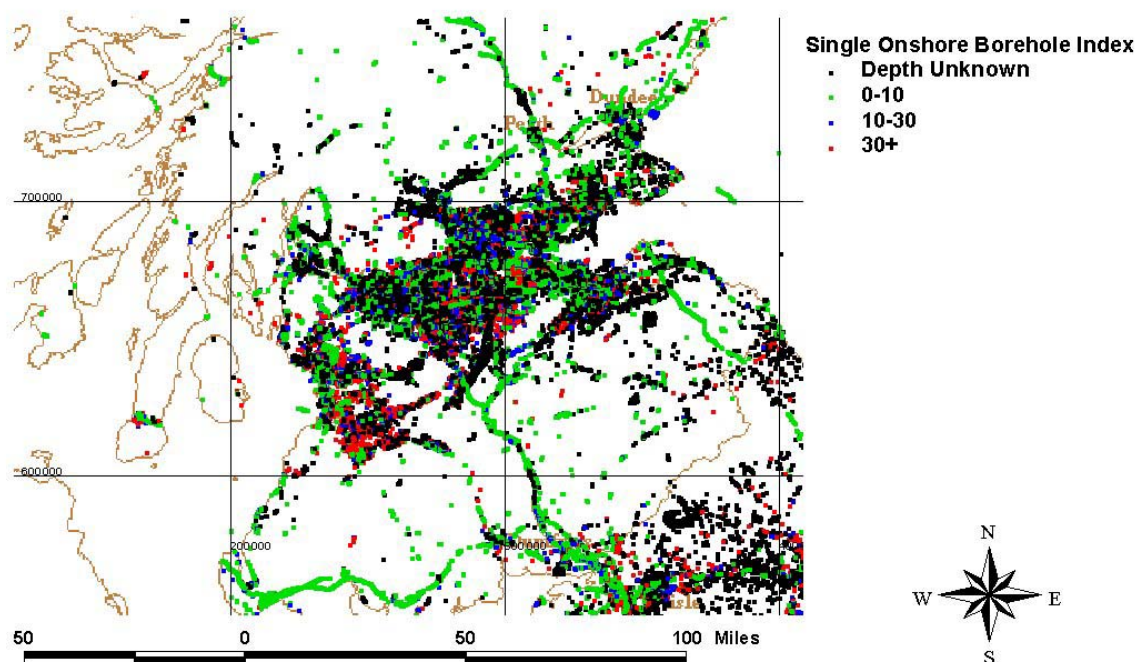 Single Onshore Borehole Index
Depth Unknown
0-10
10-30
30+
Dundee
Perth
700000
600000
200000
N
W E
S
50 0 50 100 Miles